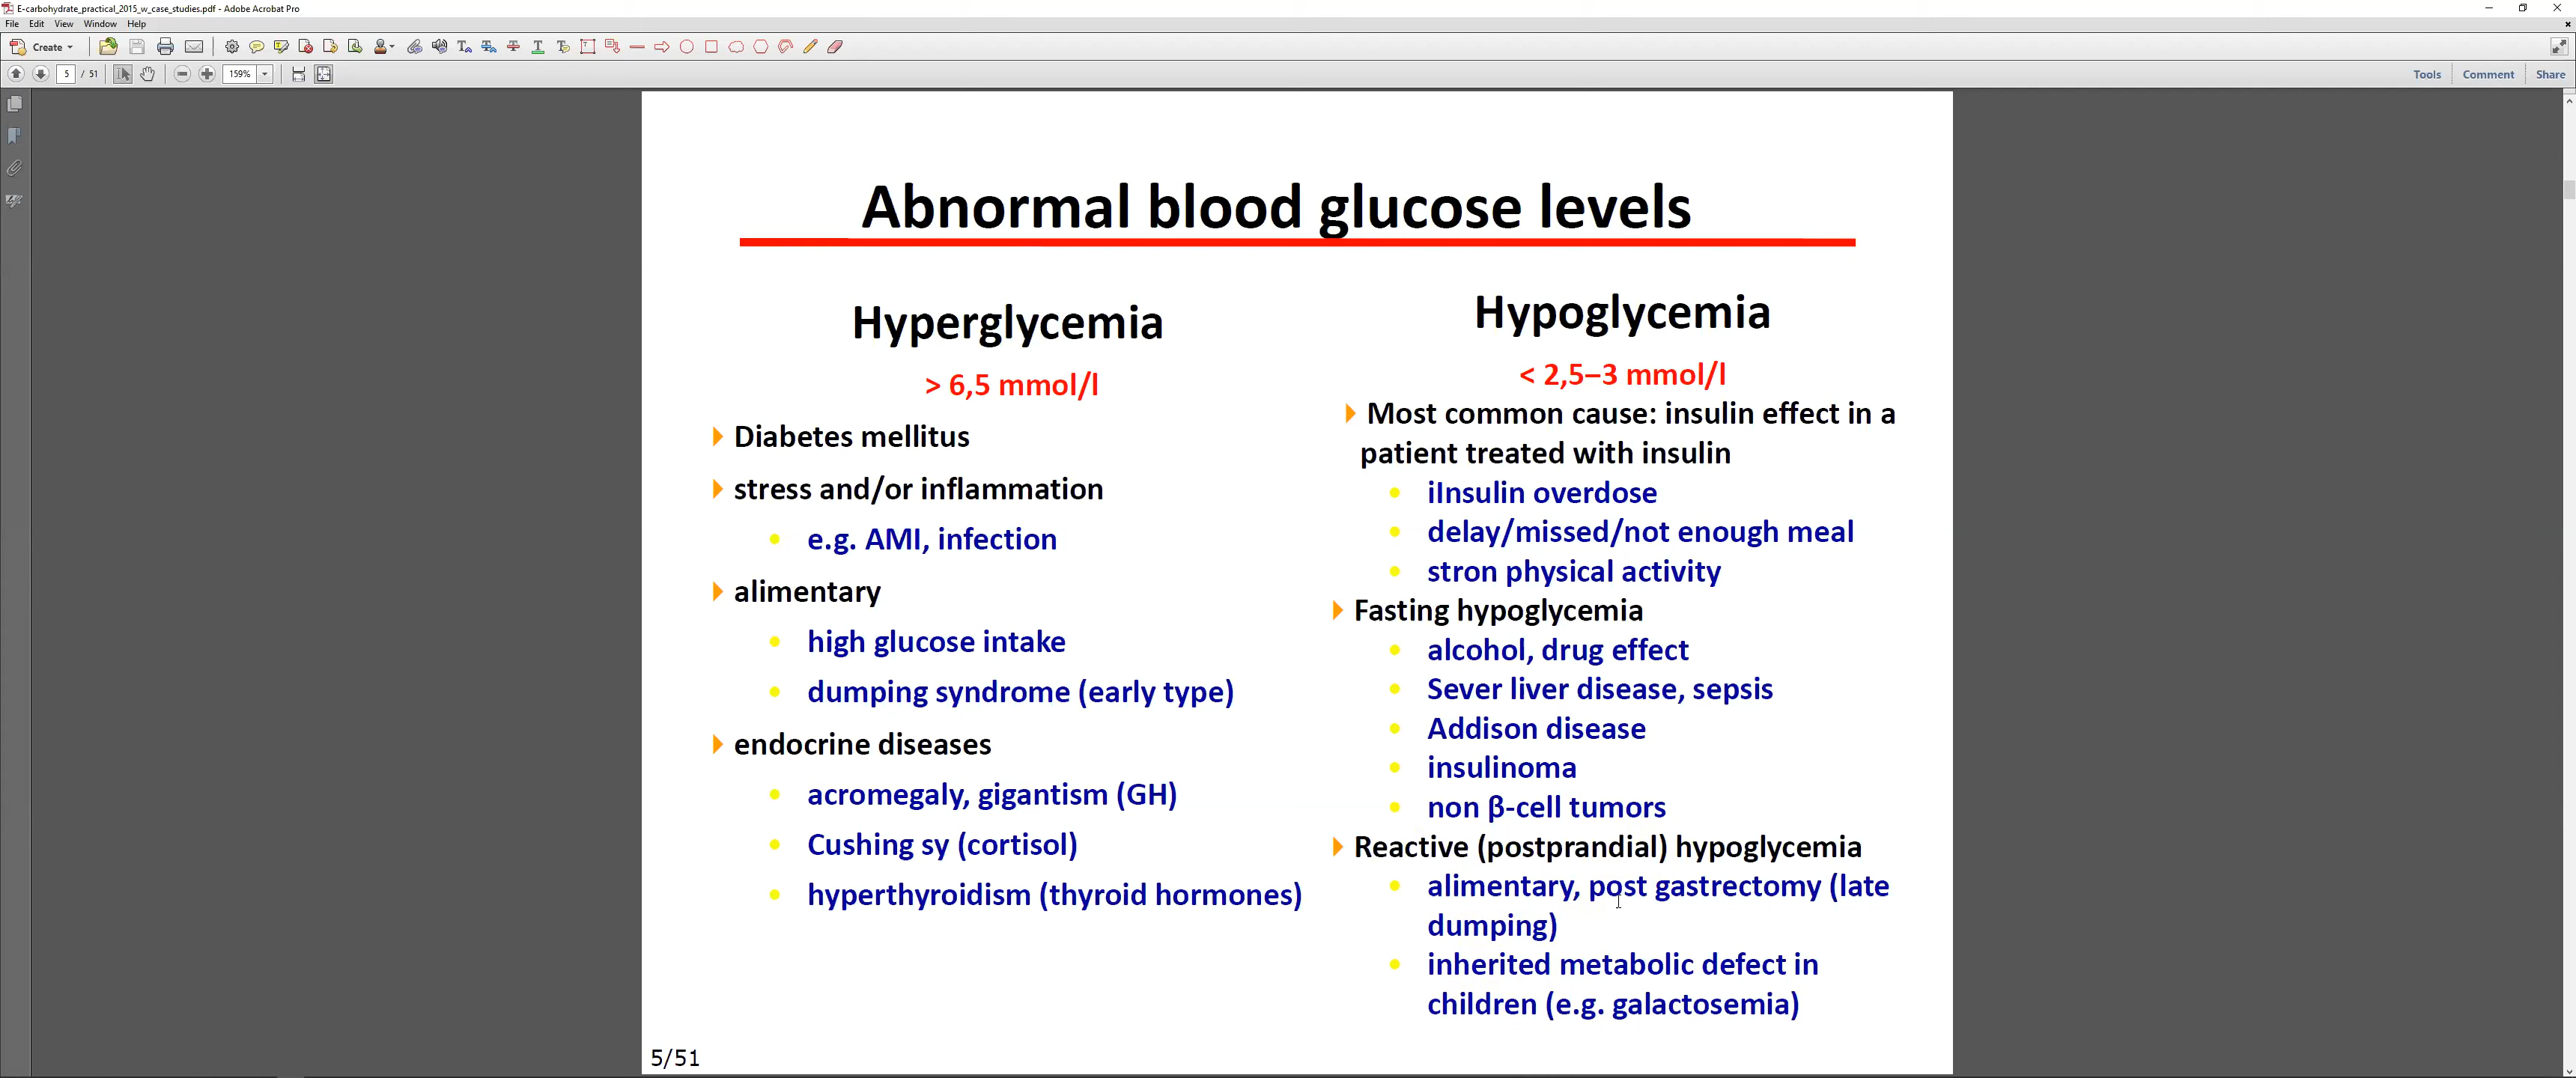 E-carbohydrate_practical_2015_w_case_studies.pdf - Adobe Acrobat Pro
File Edit View Window Help
Create
5 / 51 159% Tools Comment Share
Abnormal blood glucose levels
Hyperglycemia
> 6,5 mmol/l
Diabetes mellitus
stress and/or inflammation
e.g. AMI, infection
alimentary
high glucose intake
dumping syndrome (early type)
endocrine diseases
acromegaly, gigantism (GH)
Cushing sy (cortisol)
hyperthyroidism (thyroid hormones)
Hypoglycemia
< 2,5–3 mmol/l
Most common cause: insulin effect in a
patient treated with insulin
iInsulin overdose
delay/missed/not enough meal
stron physical activity
Fasting hypoglycemia
alcohol, drug effect
Sever liver disease, sepsis
Addison disease
insulinoma
non β-cell tumors
Reactive (postprandial) hypoglycemia
alimentary, post gastrectomy (late
dumping)
inherited metabolic defect in
children (e.g. galactosemia)
5/51